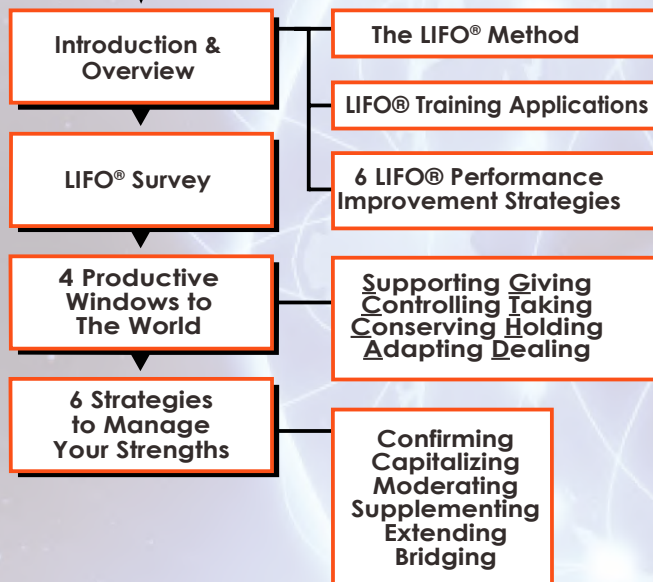 Introduction &
Overview
The LIFO® Method
LIFO® Training Applications
6 LIFO® Performance
Improvement Strategies
LIFO® Survey
4 Productive
Windows to
The World
Supporting Giving
Controlling Taking
Conserving Holding
Adapting Dealing
6 Strategies
to Manage
Your Strengths
Confirming
Capitalizing
Moderating
Supplementing
Extending
Bridging